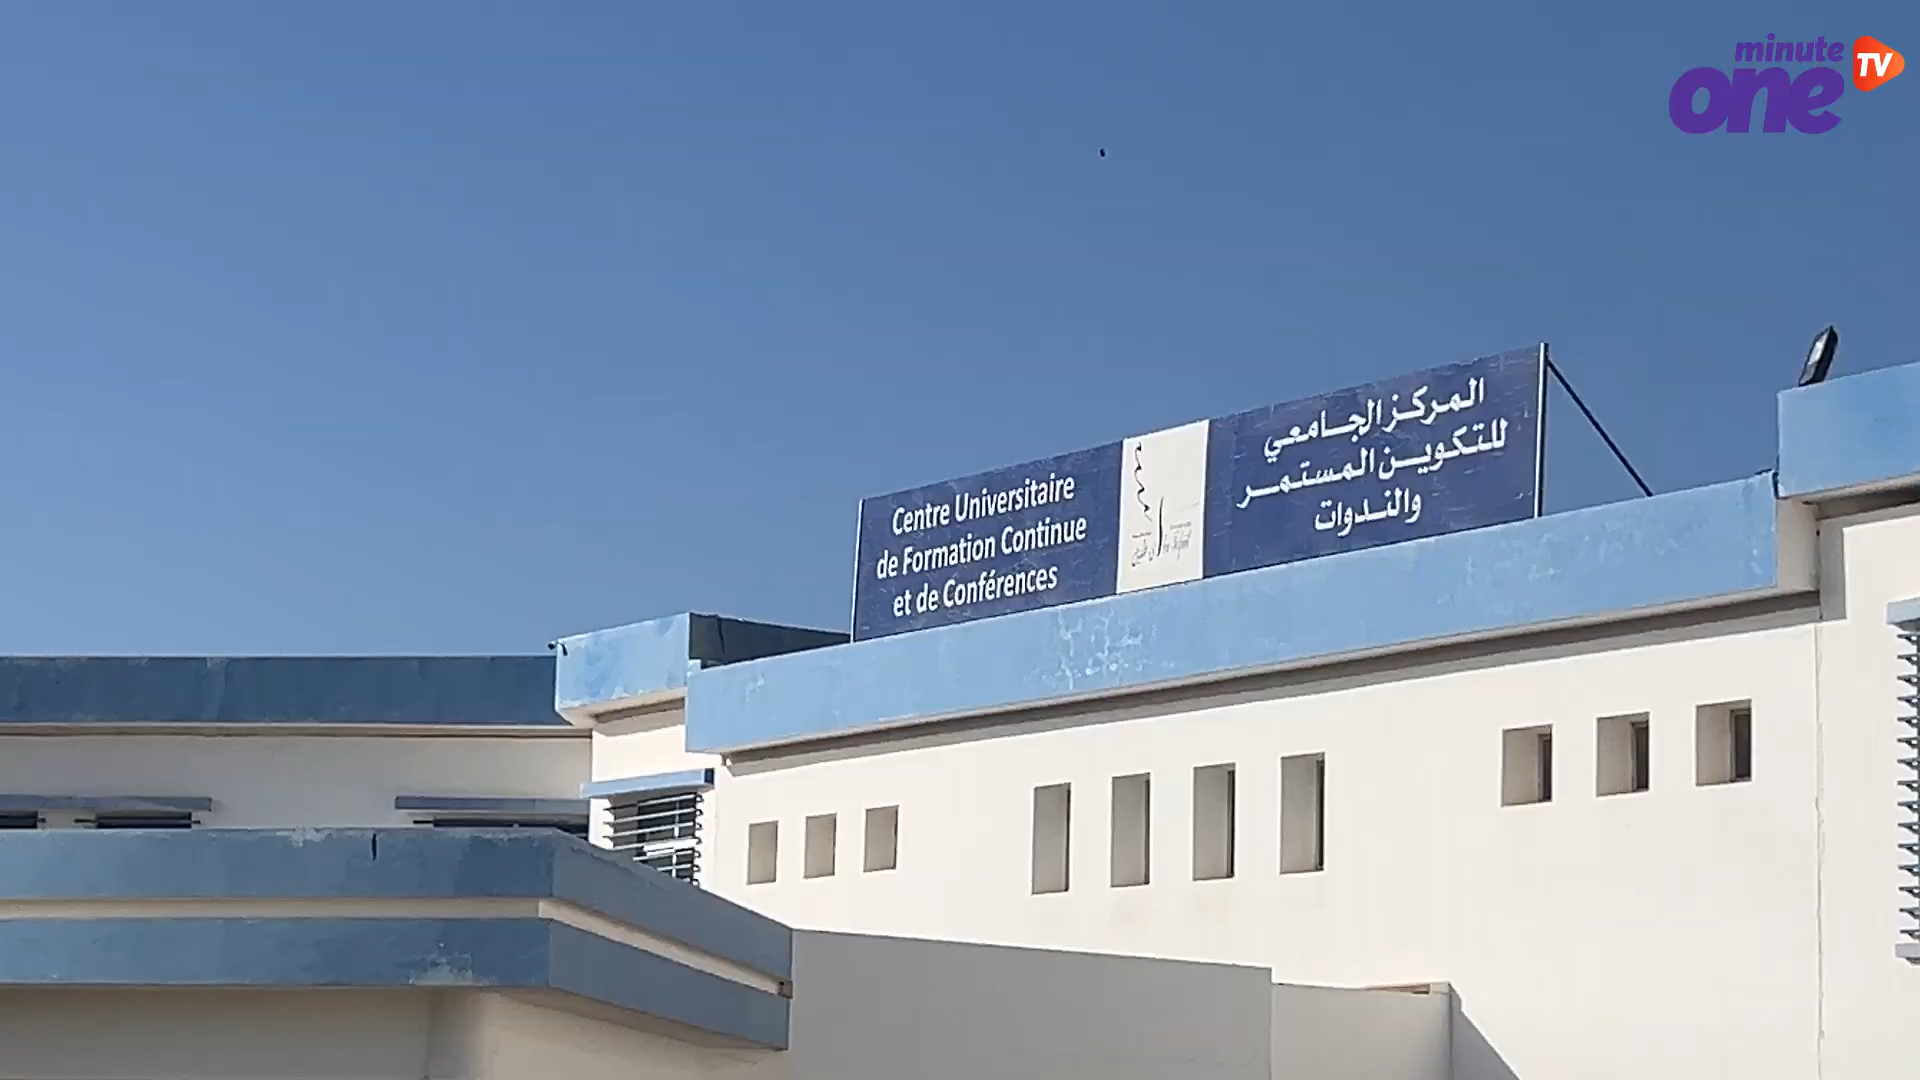 minute
one
TV
Centre Universitaire
de Formation Continue
et de Conférences
المركز الجامعي
للتكوين المستمر
والندوات